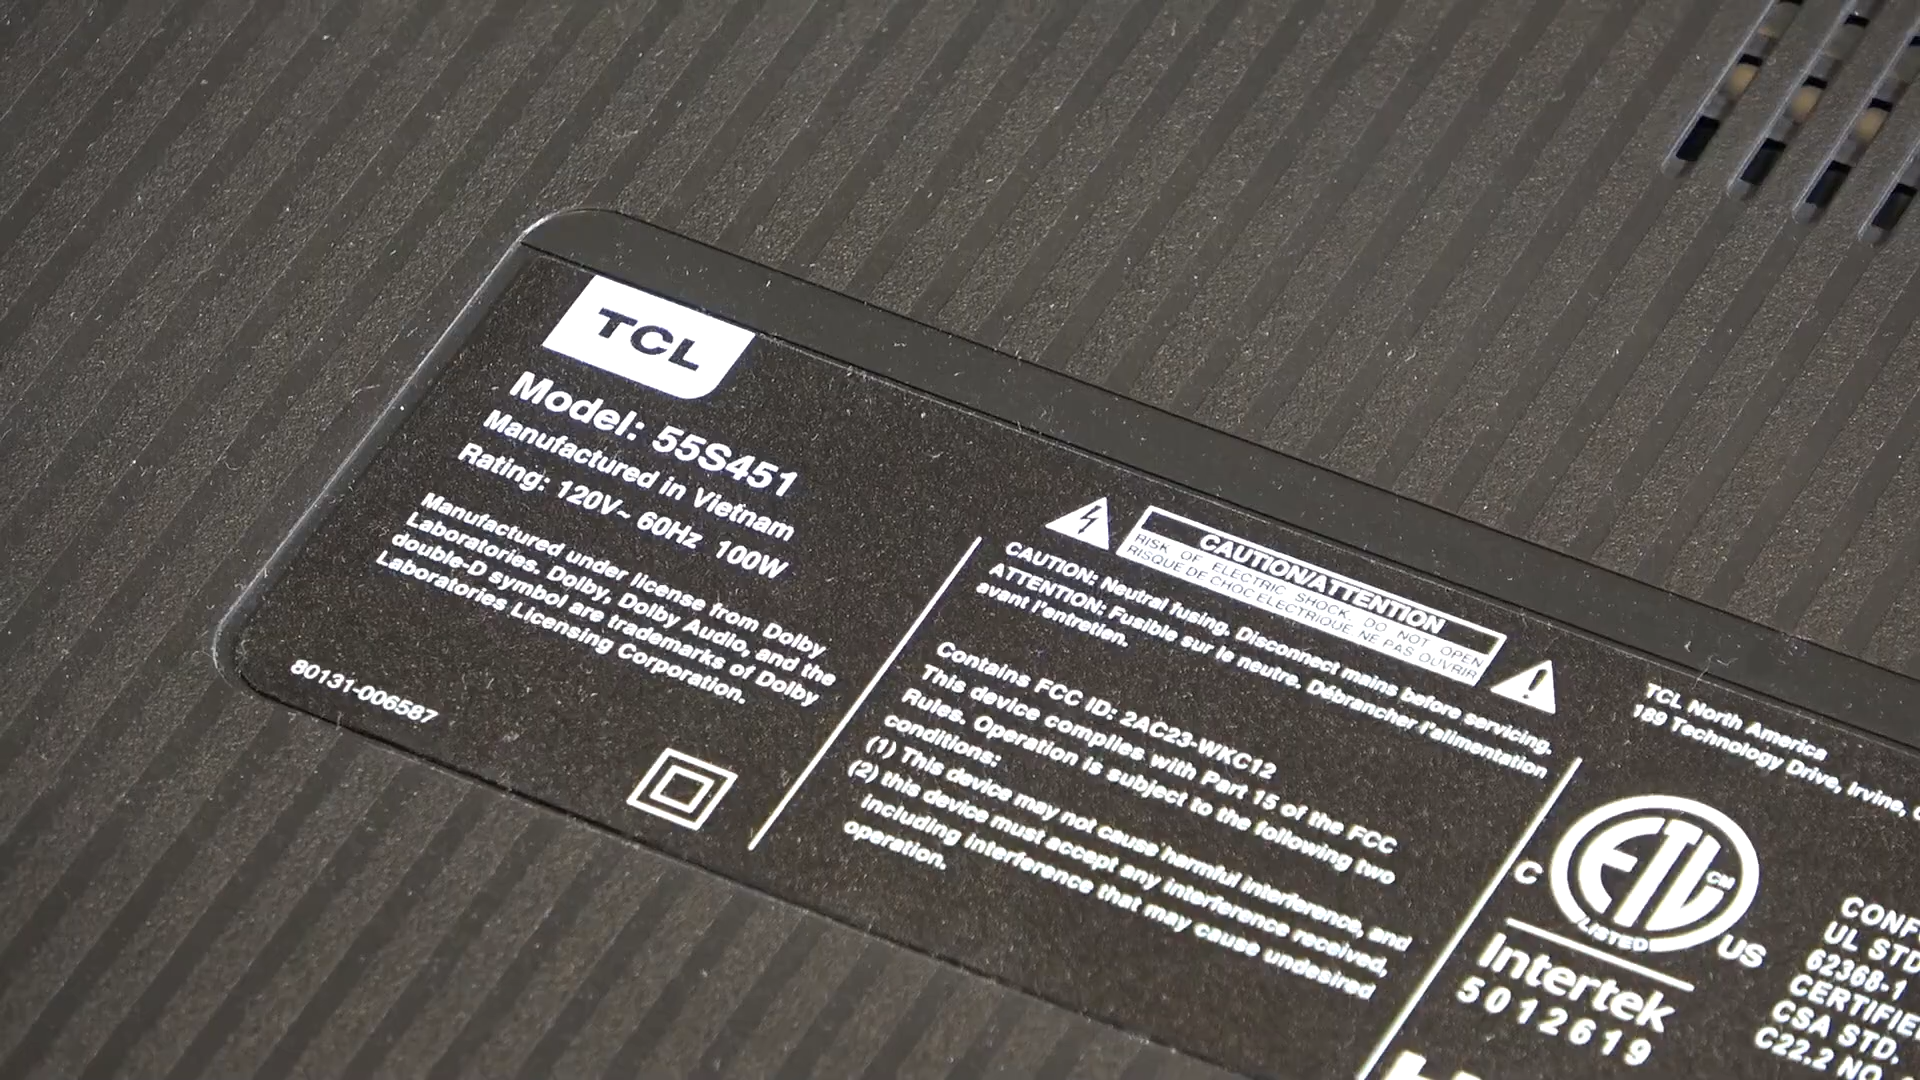 TCL
Model: 55S451
Manufactured in Vietnam
Rating: 120V~ 60Hz 100W
Manufactured under license from Dolby
Laboratories. Dolby, Dolby Audio, and the
double-D symbol are trademarks of Dolby
Laboratories Licensing Corporation.
80131-006587
CAUTION/ATTENTION
RISK OF ELECTRIC SHOCK. DO NOT OPEN
RISQUE DE CHOC ELECTRIQUE NE PAS OUVRIR
CAUTION: Neutral fusing. Disconnect mains before servicing.
ATTENTION: Fusible sur le neutre. Débrancher l'alimentation
avant l'entretien.
Contains FCC ID: 2AC23-WKC12
This device complies with Part 15 of the FCC
Rules. Operation is subject to the following two
conditions:
(1) This device may not cause harmful interference, and
(2) this device must accept any interference received,
including interference that may cause undesired
operation.
TCL North America
189 Technology Drive, Irvine,
ETL CM
LISTED
C US
Intertek
5012619
CONF
UL STD
62368-1
CERTIFIE
CSA STD.
C22.2 NO.